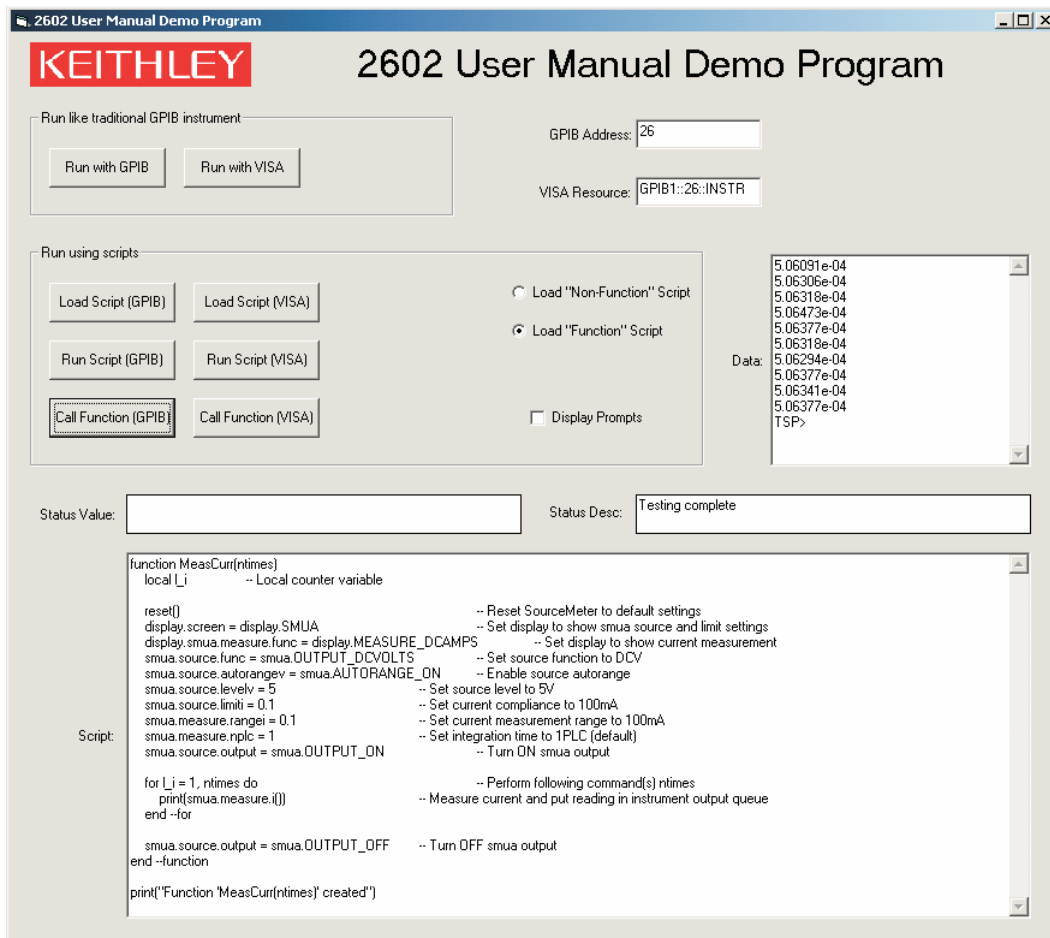 2602 User Manual Demo Program
KEITHLEY
2602 User Manual Demo Program
Run like traditional GPIB instrument
Run with GPIB
Run with VISA
GPIB Address:
26
VISA Resource:
GPIB1::26::INSTR
Run using scripts
Load Script (GPIB)
Load Script (VISA)
Run Script (GPIB)
Run Script (VISA)
Call Function (GPIB)
Call Function (VISA)
Load "Non-Function" Script
Load "Function" Script
Display Prompts
Data:
5.06091e-04
5.06306e-04
5.06318e-04
5.06473e-04
5.06377e-04
5.06318e-04
5.06294e-04
5.06377e-04
5.06341e-04
5.06377e-04
TSP>
Status Value:
Status Desc:
Testing complete
Script:
function MeasCurr(ntimes)
local l_i -- Local counter variable
reset() -- Reset SourceMeter to default settings
display.screen = display.SMUA -- Set display to show smua source and limit settings
display.smua.measure.func = display.MEASURE_DCAMPS -- Set display to show current measurement
smua.source.func = smua.OUTPUT_DCVOLTS -- Set source function to DCV
smua.source.autorangev = smua.AUTORANGE_ON -- Enable source autorange
smua.source.levelv = 5 -- Set source level to 5V
smua.source.limiti = 0.1 -- Set current compliance to 100mA
smua.measure.rangei = 0.1 -- Set current measurement range to 100mA
smua.measure.nplc = 1 -- Set integration time to 1PLC (default)
smua.source.output = smua.OUTPUT_ON -- Turn ON smua output
for l_i = 1, ntimes do -- Perform following command(s) ntimes
print(smua.measure.i()) -- Measure current and put reading in instrument output queue
end --for
smua.source.output = smua.OUTPUT_OFF -- Turn OFF smua output
end --function
print("Function 'MeasCurr(ntimes)' created")